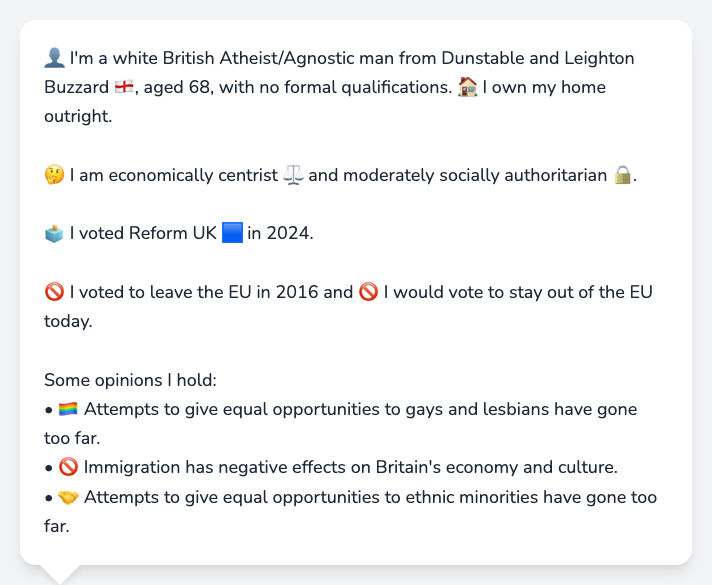 👤 I'm a white British Atheist/Agnostic man from Dunstable and Leighton
Buzzard 🏴󠁧󠁢󠁥󠁮󠁧󠁿, aged 68, with no formal qualifications. 🏠 I own my home
outright.
🤔 I am economically centrist ⚖️ and moderately socially authoritarian 🔒.
🗳️ I voted Reform UK 🟦 in 2024.
🚫 I voted to leave the EU in 2016 and 🚫 I would vote to stay out of the EU
today.
Some opinions I hold:
• 🏳️‍🌈 Attempts to give equal opportunities to gays and lesbians have gone
too far.
• 🚫 Immigration has negative effects on Britain's economy and culture.
• 🤝 Attempts to give equal opportunities to ethnic minorities have gone too
far.